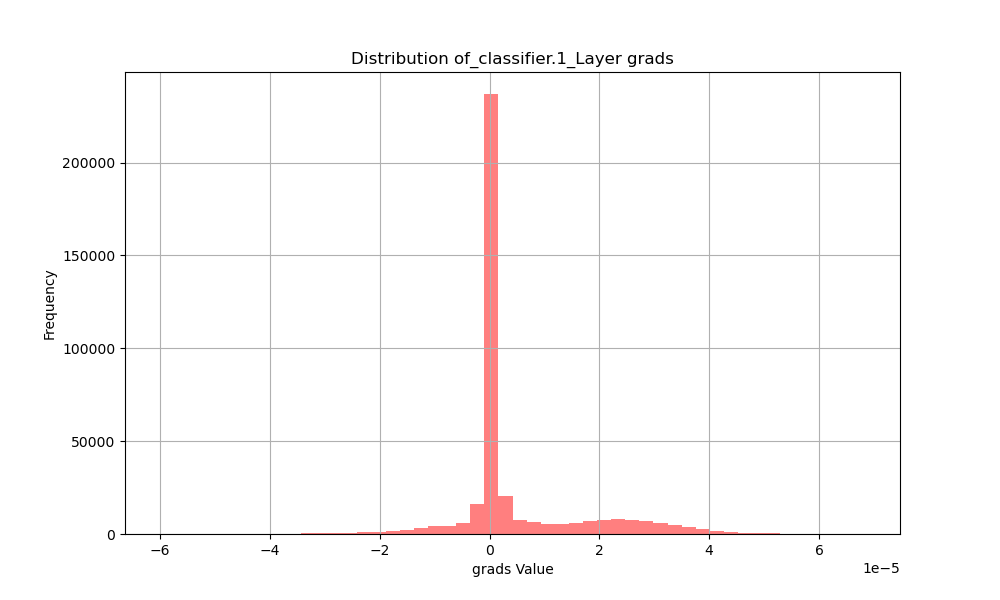 Distribution of_classifier.1_Layer grads
Frequency
200000
150000
100000
50000
0
−6 −4 −2 0 2 4 6
1e−5
grads Value